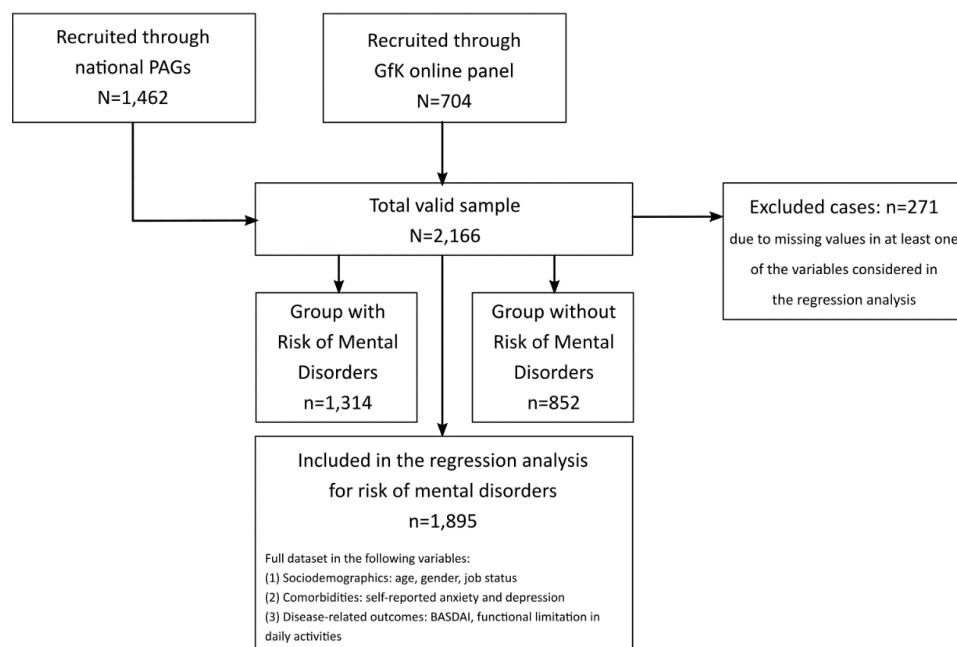 Recruited through
national PAGs
N=1,462
Recruited through
GfK online panel
N=704
Total valid sample
N=2,166
Excluded cases: n=271
due to missing values in at least one
of the variables considered in
the regression analysis
Group with
Risk of Mental
Disorders
n=1,314
Group without
Risk of Mental
Disorders
n=852
Included in the regression analysis
for risk of mental disorders
n=1,895
Full dataset in the following variables:
(1) Sociodemographics: age, gender, job status
(2) Comorbidities: self-reported anxiety and depression
(3) Disease-related outcomes: BASDAI, functional limitation in
daily activities